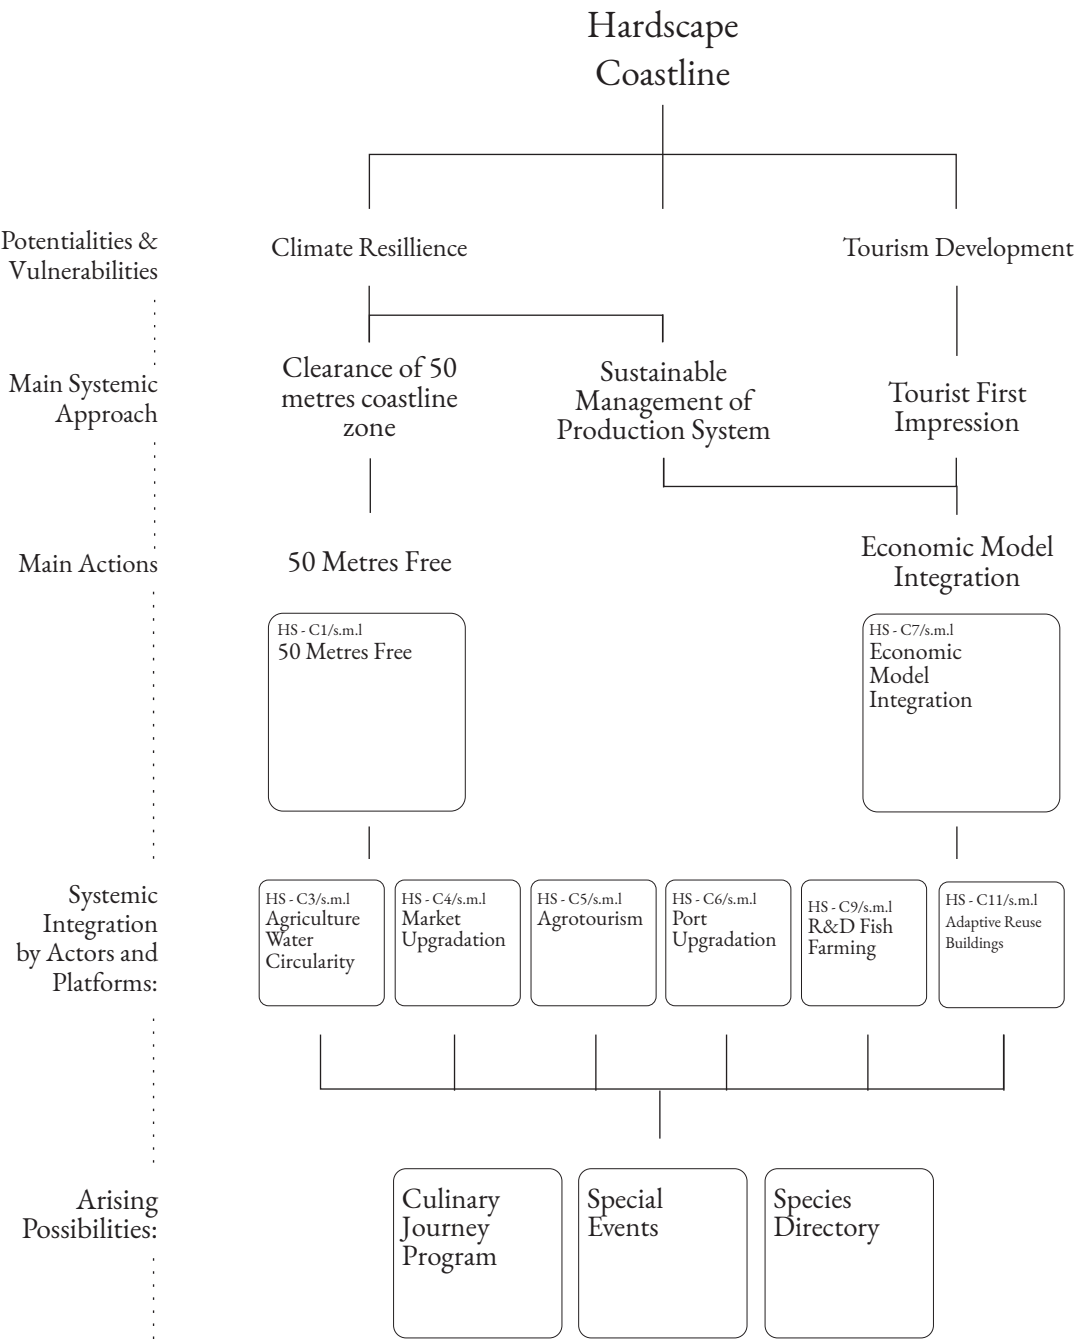 Hardscape
Coastline
Potentialities &
Vulnerabilities
Climate Resillience
Tourism Development
Main Systemic
Approach
Clearance of 50
metres coastline
zone
Sustainable
Management of
Production System
Tourist First
Impression
Main Actions
50 Metres Free
Economic Model
Integration
HS - C1/s.m.l
50 Metres Free
HS - C7/s.m.l
Economic
Model
Integration
Systemic
Integration
by Actors and
Platforms:
HS - C3/s.m.l
Agriculture
Water
Circularity
HS - C4/s.m.l
Market
Upgradation
HS - C5/s.m.l
Agrotourism
HS - C6/s.m.l
Port
Upgradation
HS - C9/s.m.l
R&D Fish
Farming
HS - C11/s.m.l
Adaptive Reuse
Buildings
Arising
Possibilities:
Culinary
Journey
Program
Special
Events
Species
Directory